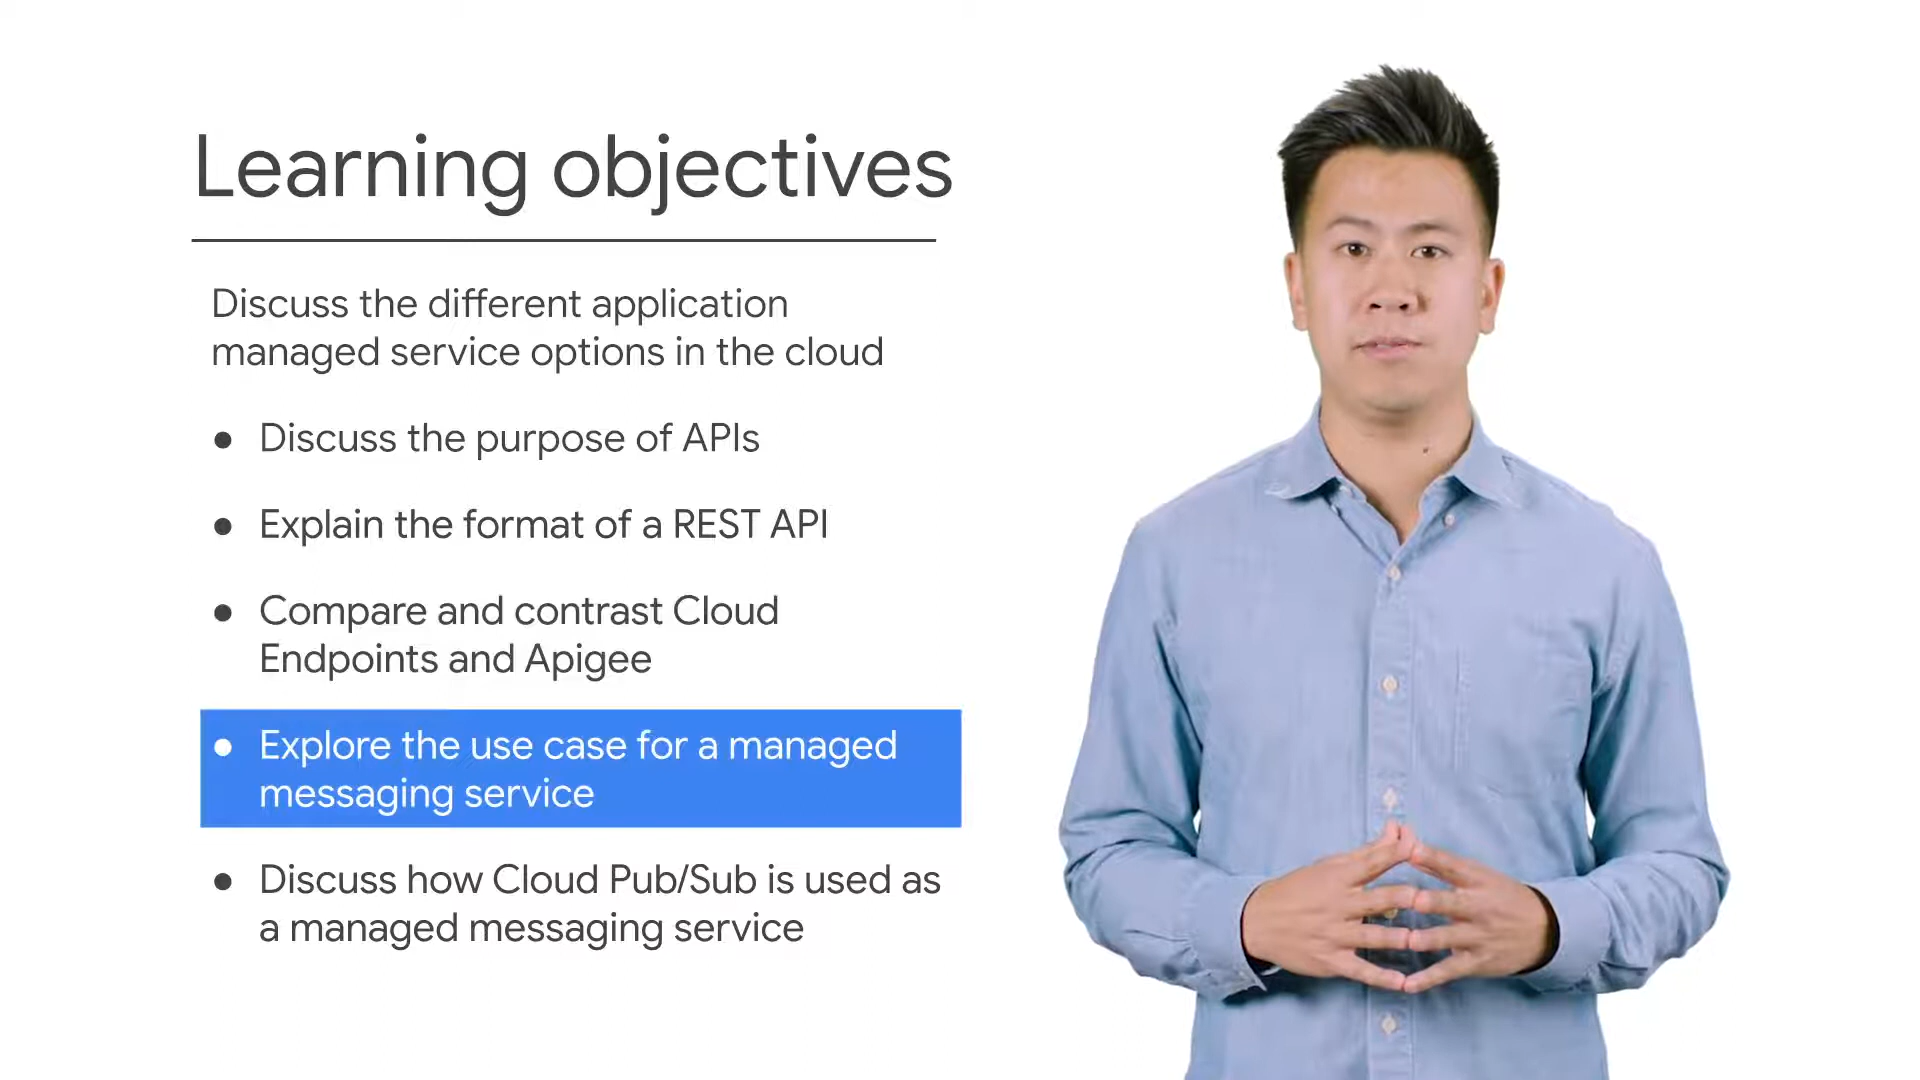 Learning objectives
Discuss the different application
managed service options in the cloud
● Discuss the purpose of APIs
● Explain the format of a REST API
● Compare and contrast Cloud
Endpoints and Apigee
● Explore the use case for a managed
messaging service
● Discuss how Cloud Pub/Sub is used as
a managed messaging service